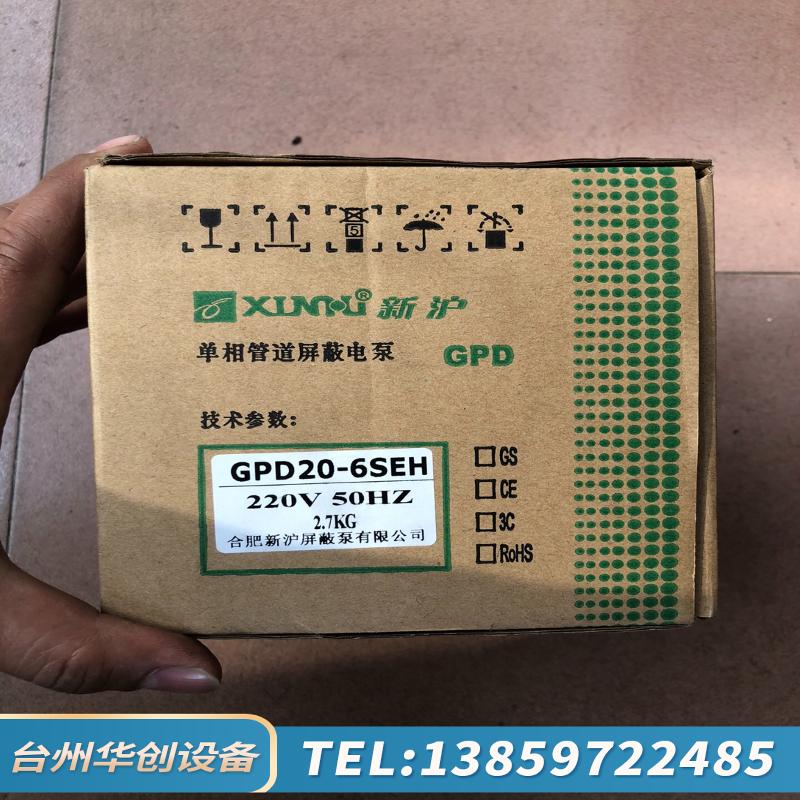 5
XINHU® 新沪
单相管道屏蔽电泵 GPD
技术参数:
GPD20-6SEH
220V 50HZ
2.7KG
合肥新沪屏蔽泵有限公司
GS
CE
3C
RoHS
台州华创设备 TEL:13859722485